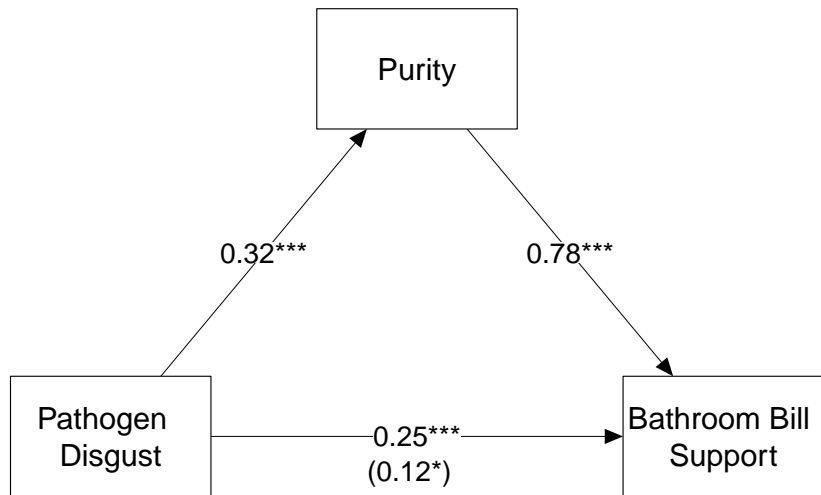 Purity
0.32***
0.78***
Pathogen
Disgust
0.25***
(0.12*)
Bathroom Bill
Support